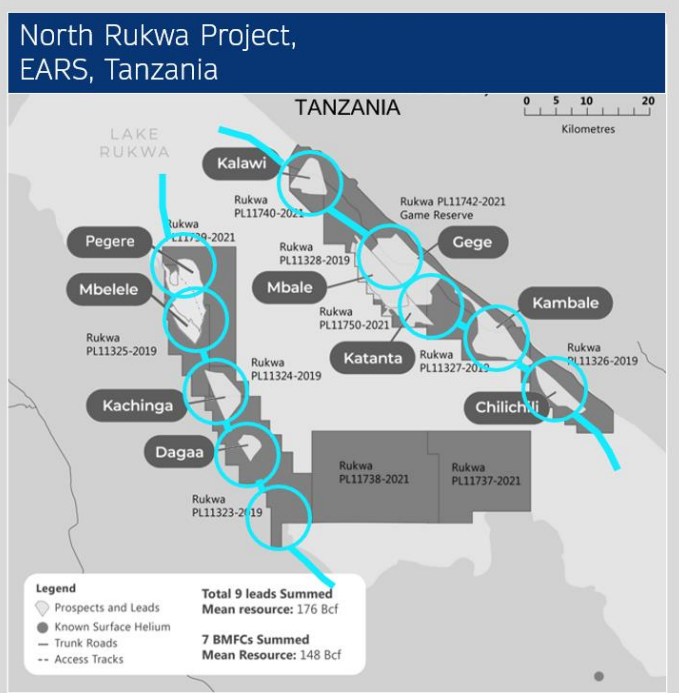 North Rukwa Project,
EARS, Tanzania
TANZANIA
0 5 10 20
Kilometres
LAKE
RUKWA
Kalawi
Rukwa
PL11740-2021
Rukwa PL11742-2021
Game Reserve
Rukwa
PL11739-2021
Pegere
Gege
Rukwa
PL11328-2019
Mbelele
Mbale
Kambale
Rukwa
PL11750-2021
Rukwa
PL11325-2019
Katanta
Rukwa
PL11327-2019
Rukwa
PL11326-2019
Rukwa
PL11324-2019
Kachinga
Chilichili
Dagaa
Rukwa
PL11738-2021
Rukwa
PL11737-2021
Rukwa
PL11323-2019
Legend
Prospects and Leads
Known Surface Helium
Trunk Roads
Access Tracks
Total 9 leads Summed
Mean resource: 176 Bcf
7 BMFCs Summed
Mean Resource: 148 Bcf